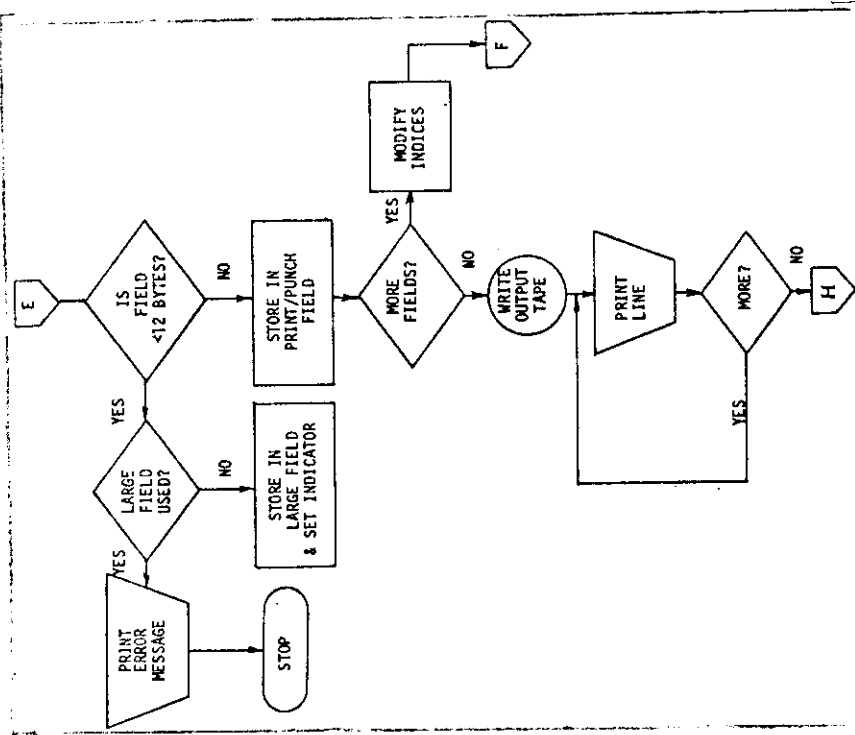 E
IS
FIELD
<12 BYTES?
YES
NO
LARGE
FIELD
USED?
YES
NO
PRINT
ERROR
MESSAGE
STOP
STORE IN
LARGE FIELD
& SET INDICATOR
STORE IN
PRINT/PUNCH
FIELD
MORE
FIELDS?
YES
NO
MODIFY
INDICES
F
WRITE
OUTPUT
TAPE
PRINT
LINE
MORE?
YES
NO
H